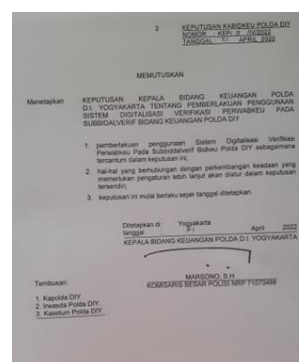 2
KEPUTUSAN KABIDKEU POLDA DIY
NOMOR : KEP/ /IV/2022
TANGGAL : APRIL 2020
MEMUTUSKAN
Menetapkan KEPUTUSAN KEPALA BIDANG KEUANGAN POLDA
D.I. YOGYAKARTA TENTANG PEMBERLAKUAN PENGGUNAAN
SISTEM DIGITALISASI VERIFIKASI PERWABKEU PADA
SUBBIDALVERIF BIDANG KEUANGAN POLDA DIY
1. pemberlakuan penggunaan Sistem Digitalisasi Verifikasi
Perwabkeu Pada Subbidalverif Bidkeu Polda DIY sebagaimana
tercantum dalam keputusan ini;
2. hal-hal yang berhubungan dengan perkembangan keadaan yang
memerlukan pengaturan lebih lanjut akan diatur dalam keputusan
tersendiri;
3. keputusan ini mulai berlaku sejak tanggal ditetapkan.
Ditetapkan di: Yogyakarta
tanggal April 2022
KEPALA BIDANG KEUANGAN POLDA D.I. YOGYAKARTA
MARSONO, S.H.
KOMISARIS BESAR POLISI NRP 71070488
Tembusan:
1. Kapolda DIY.
2. Irwasda Polda DIY.
3. Kasetum Polda DIY.